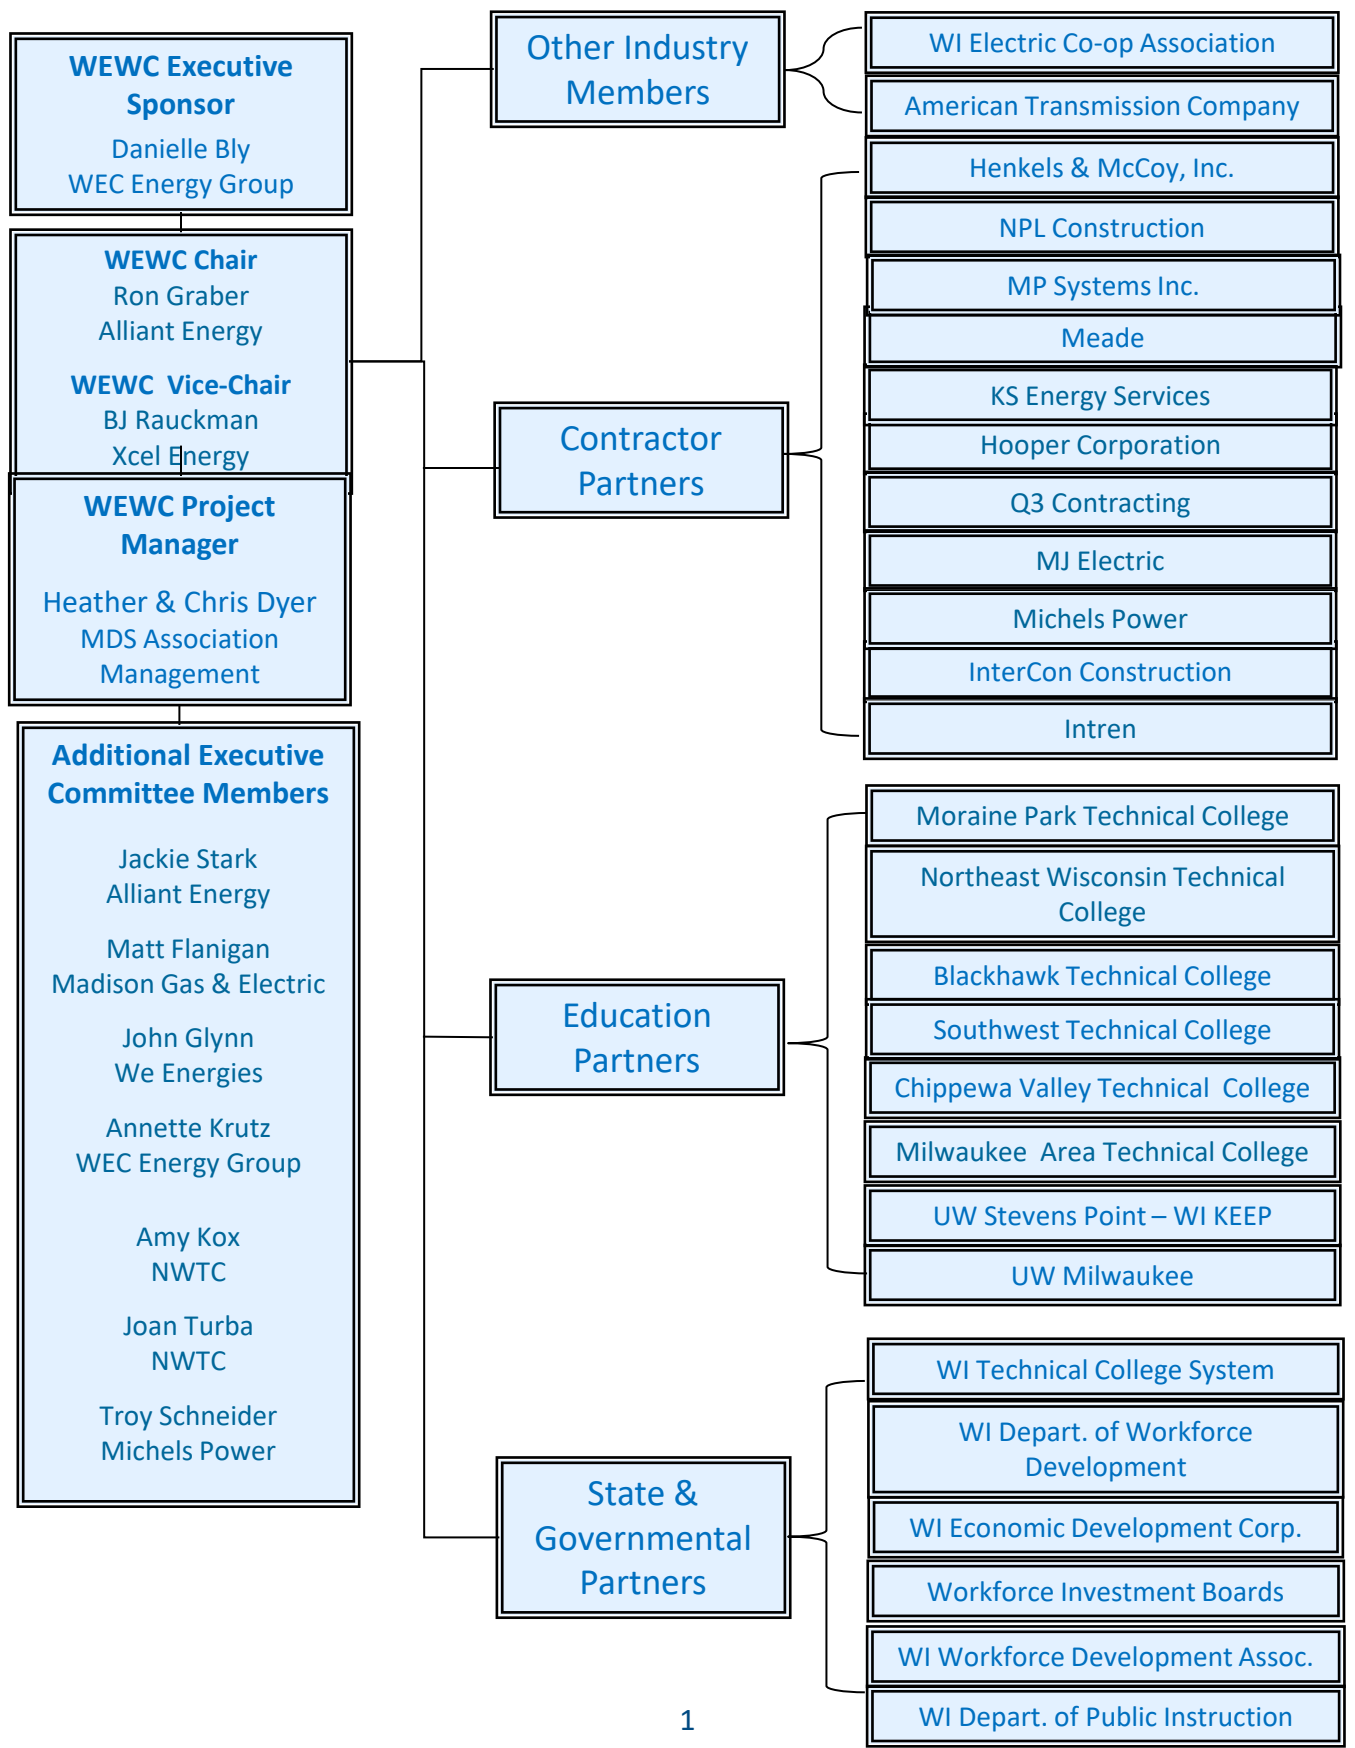 WEWC Executive
Sponsor
Danielle Bly
WEC Energy Group
WEWC Chair
Ron Graber
Alliant Energy
WEWC Vice-Chair
BJ Rauckman
Xcel Energy
WEWC Project
Manager
Heather & Chris Dyer
MDS Association
Management
Additional Executive
Committee Members
Jackie Stark
Alliant Energy
Matt Flanigan
Madison Gas & Electric
John Glynn
We Energies
Annette Krutz
WEC Energy Group
Amy Kox
NWTC
Joan Turba
NWTC
Troy Schneider
Michels Power
Other Industry
Members
WI Electric Co-op Association
American Transmission Company
Contractor
Partners
Henkels & McCoy, Inc.
NPL Construction
MP Systems Inc.
Meade
KS Energy Services
Hooper Corporation
Q3 Contracting
MJ Electric
Michels Power
InterCon Construction
Intren
Education
Partners
Moraine Park Technical College
Northeast Wisconsin Technical
College
Blackhawk Technical College
Southwest Technical College
Chippewa Valley Technical College
Milwaukee Area Technical College
UW Stevens Point – WI KEEP
UW Milwaukee
State &
Governmental
Partners
WI Technical College System
WI Depart. of Workforce
Development
WI Economic Development Corp.
Workforce Investment Boards
WI Workforce Development Assoc.
WI Depart. of Public Instruction
1